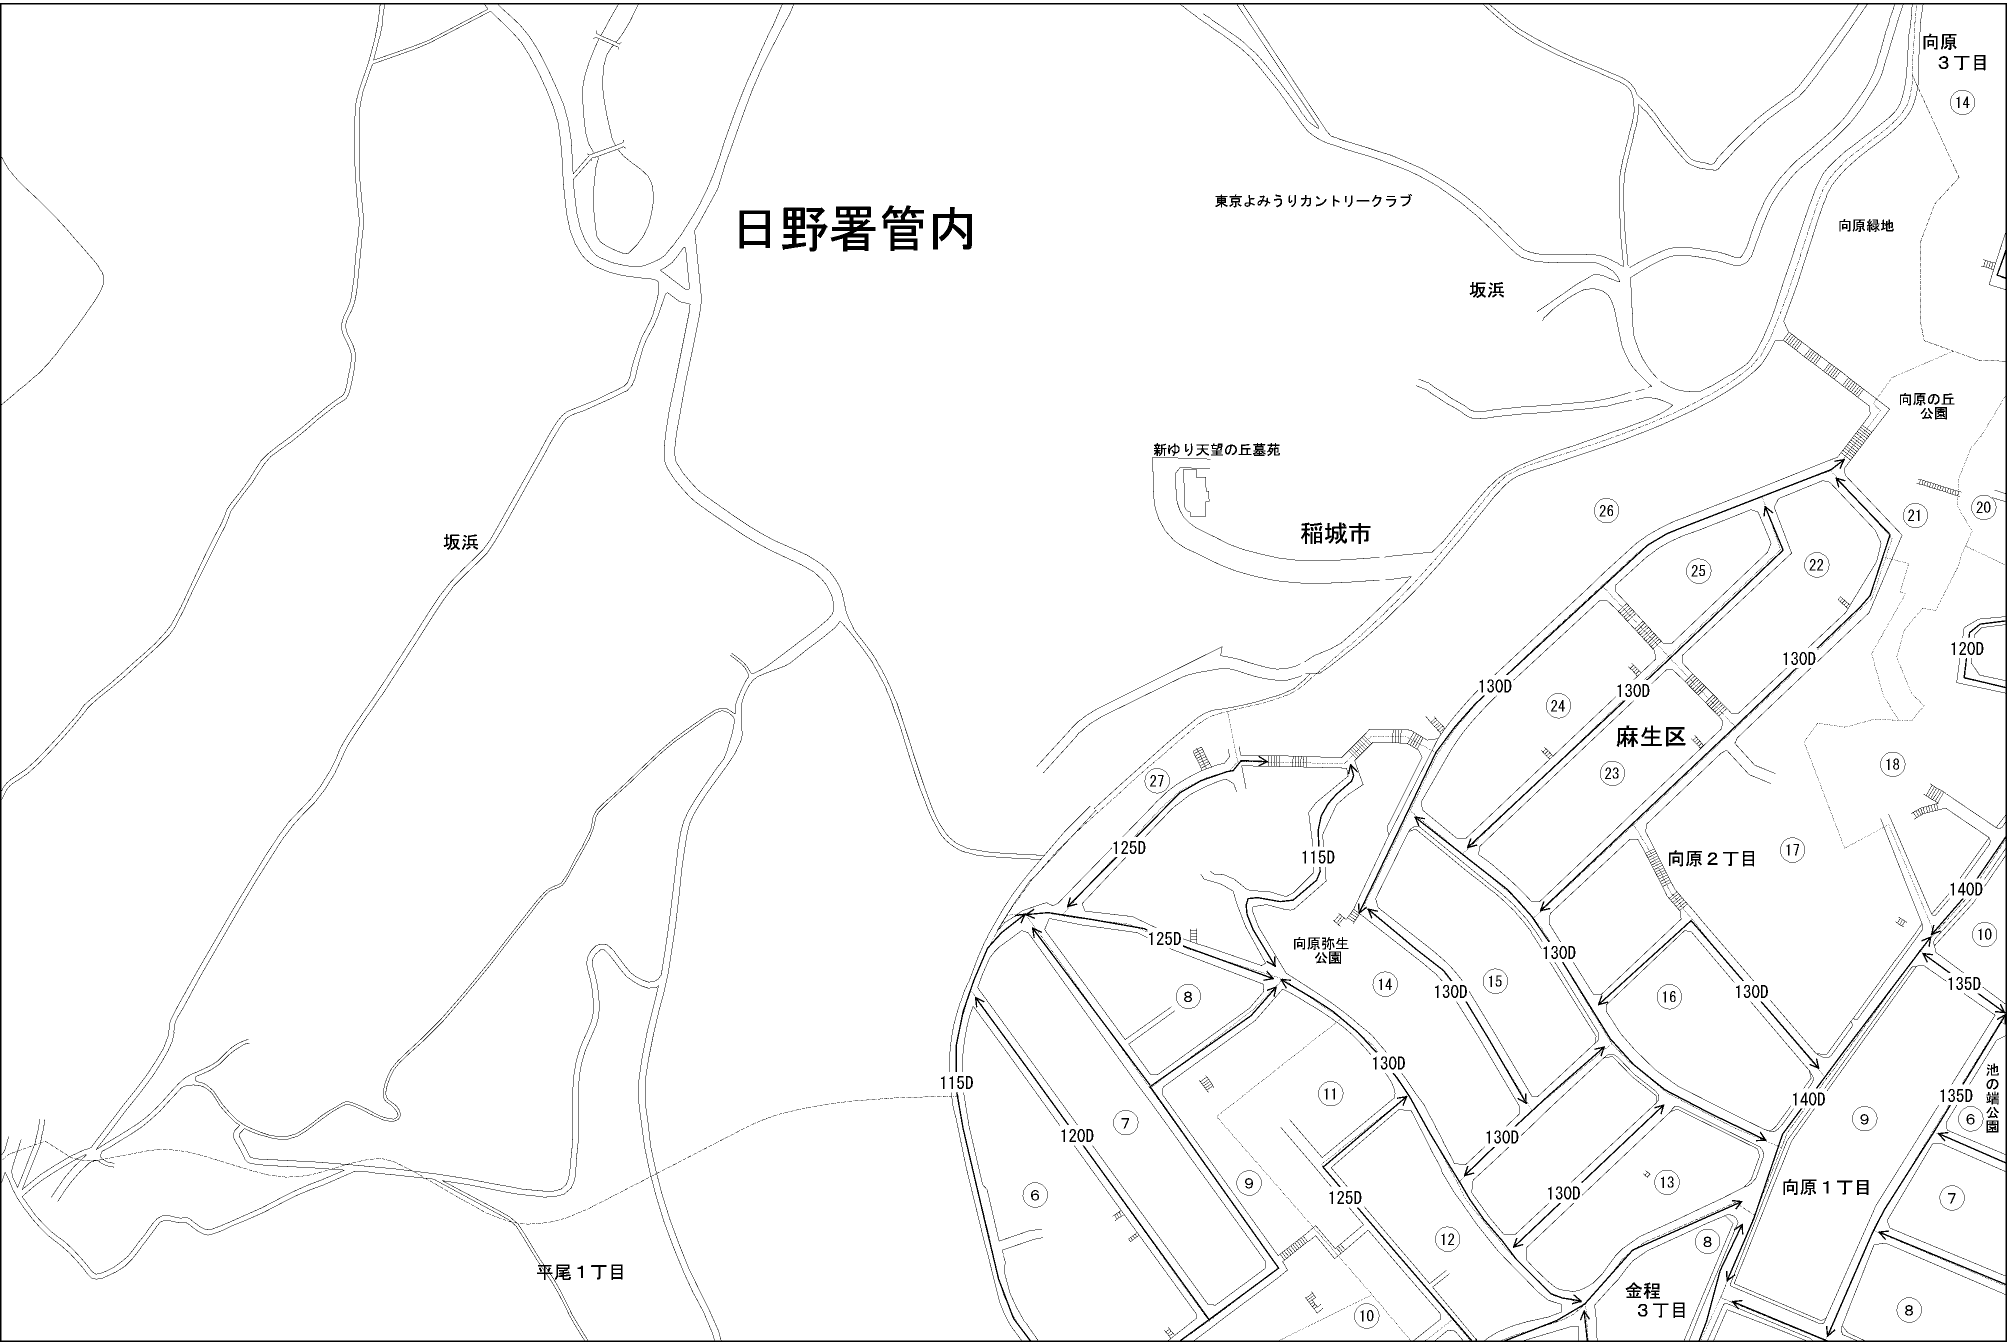 向原
３丁目
14
日野署管内
東京よみうりカントリークラブ
向原緑地
坂浜
向原の丘
公園
新ゆり天望の丘墓苑
稲城市
26
21
20
坂浜
25
22
120D
130D
130D
130D
24
麻生区
23
18
27
125D
115D
向原２丁目
17
140D
125D
向原弥生
公園
130D
10
14
15
130D
16
130D
135D
8
130D
115D
11
140D
9
135D
6
池の端公園
7
120D
130D
6
9
125D
130D
13
向原１丁目
7
12
8
平尾１丁目
金程
３丁目
10
8